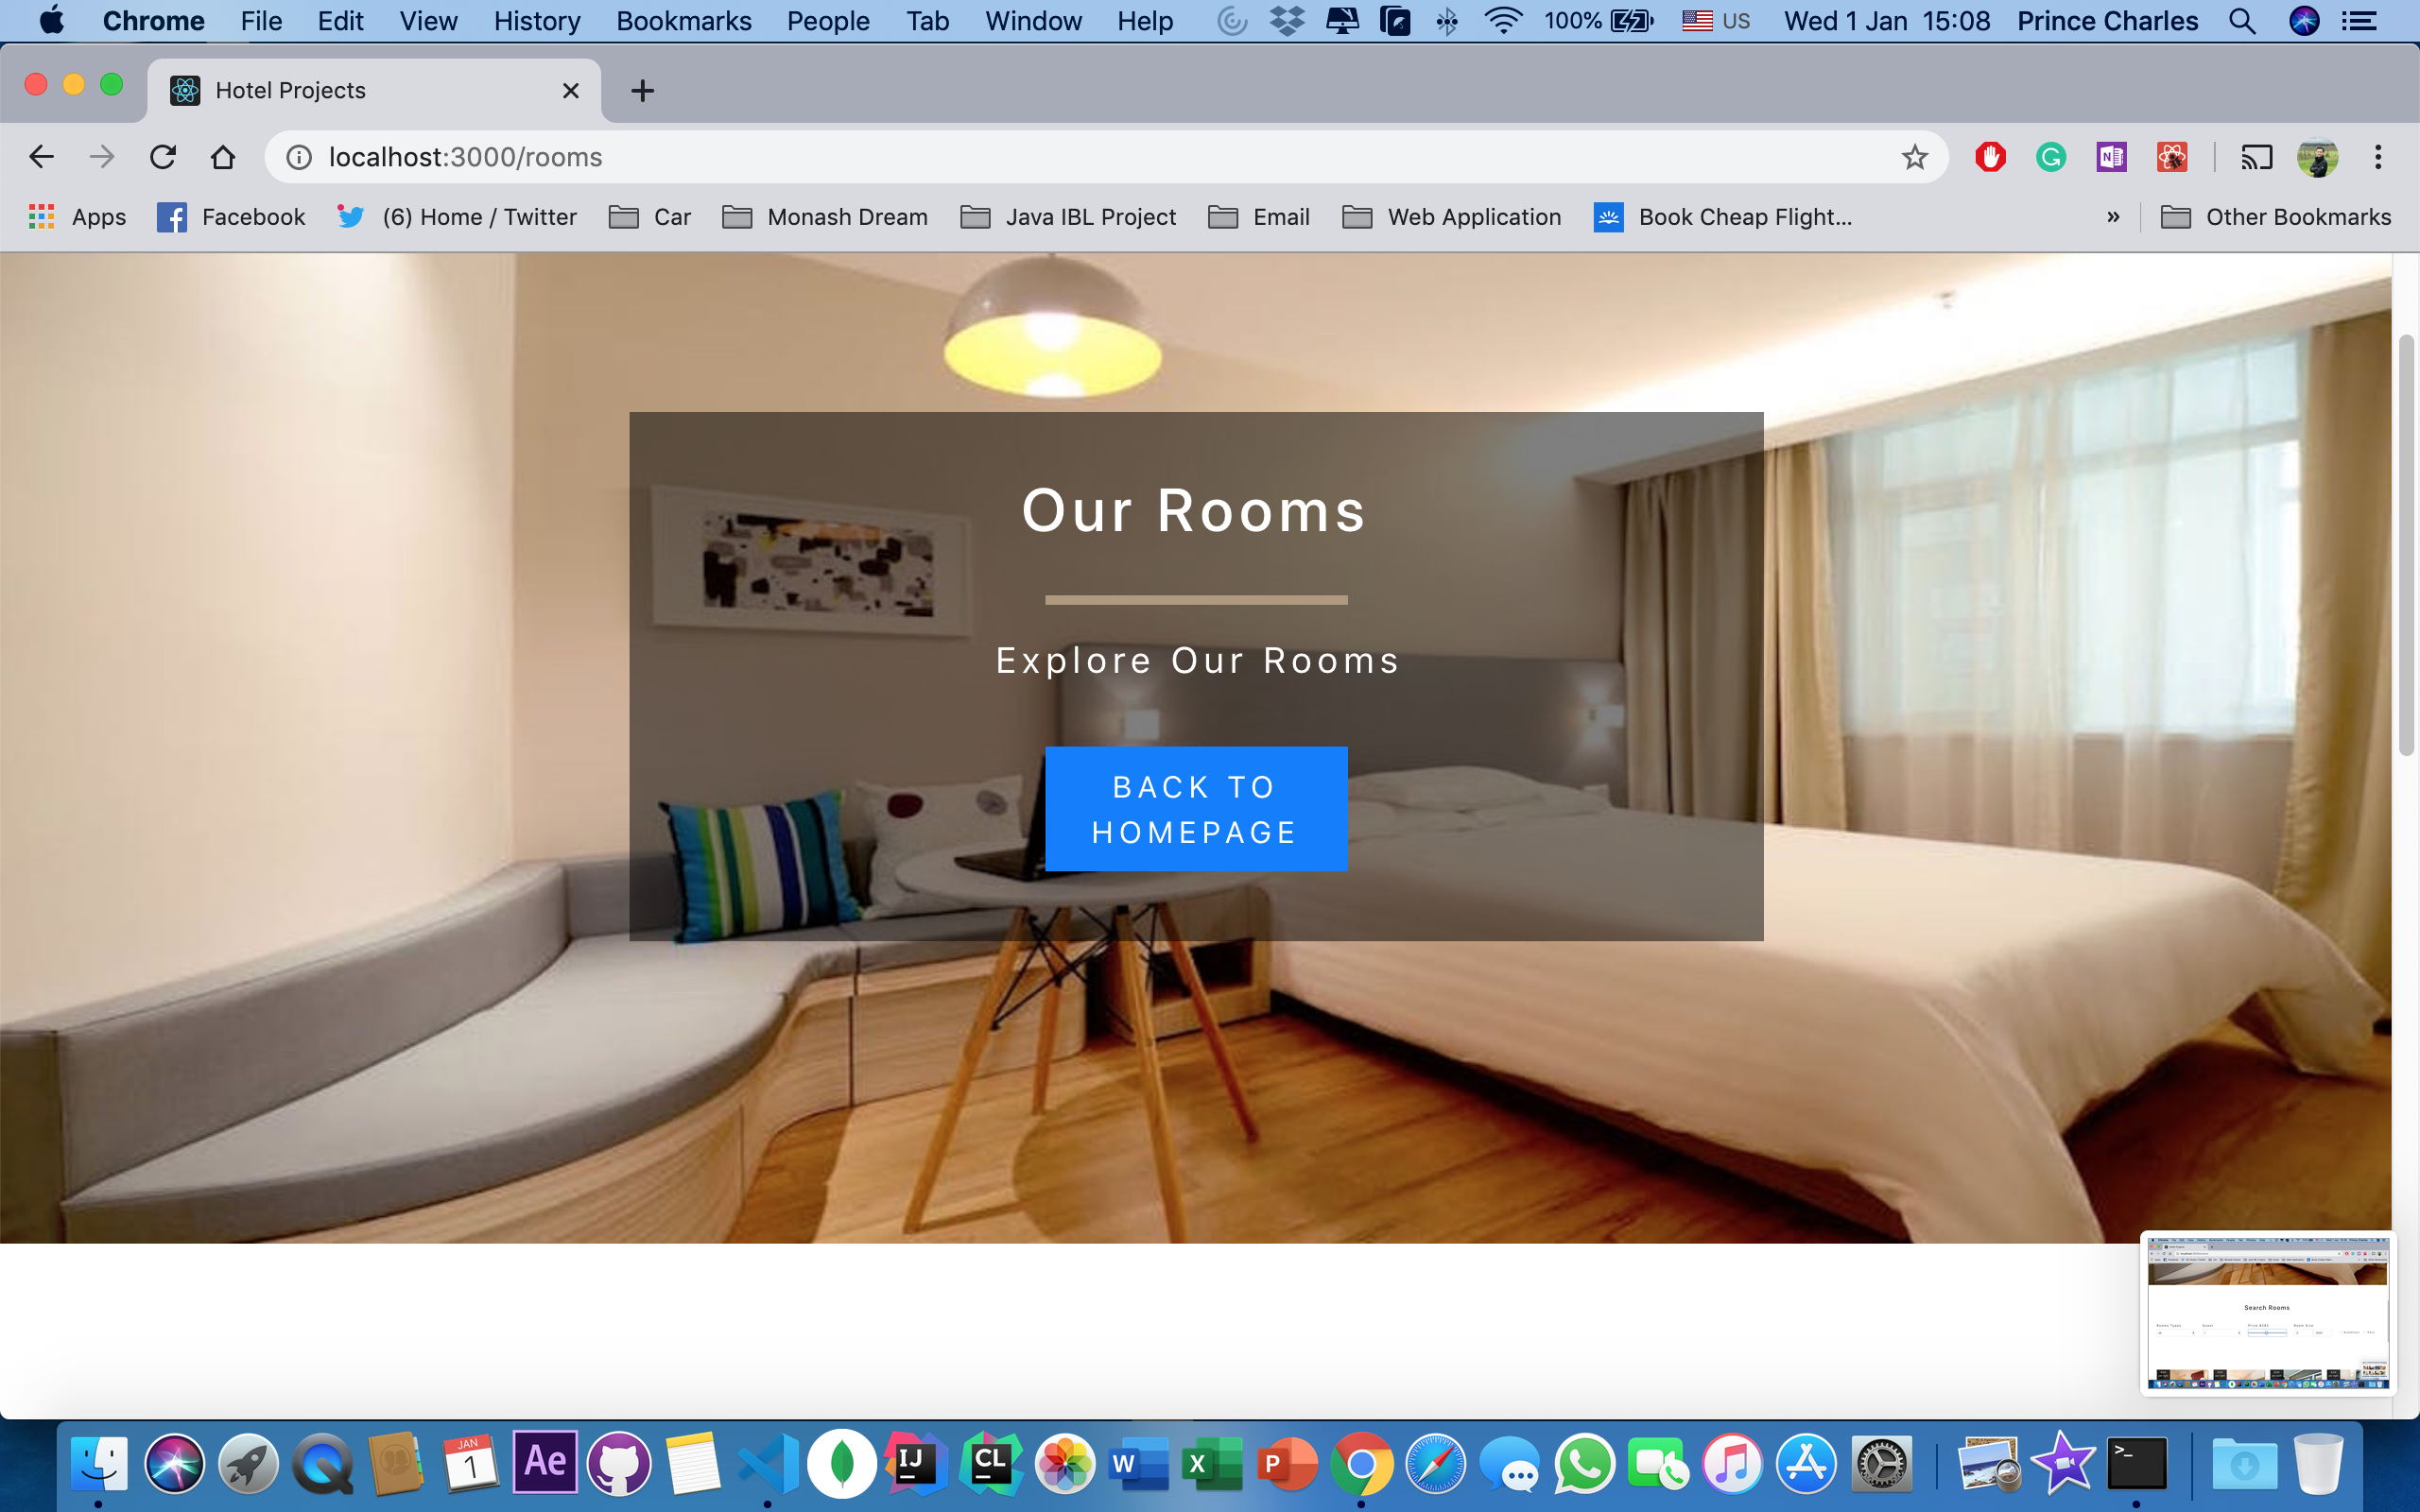 Chrome File Edit View History Bookmarks People Tab Window Help 100% US Wed 1 Jan 15:08 Prince Charles
Hotel Projects
localhost:3000/rooms
Apps Facebook (6) Home / Twitter Car Monash Dream Java IBL Project Email Web Application Book Cheap Flight... » Other Bookmarks
Our Rooms
Explore Our Rooms
BACK TO
HOMEPAGE
Search Rooms
JAN
1
Ae
IJ
CL
W
X
P
>_